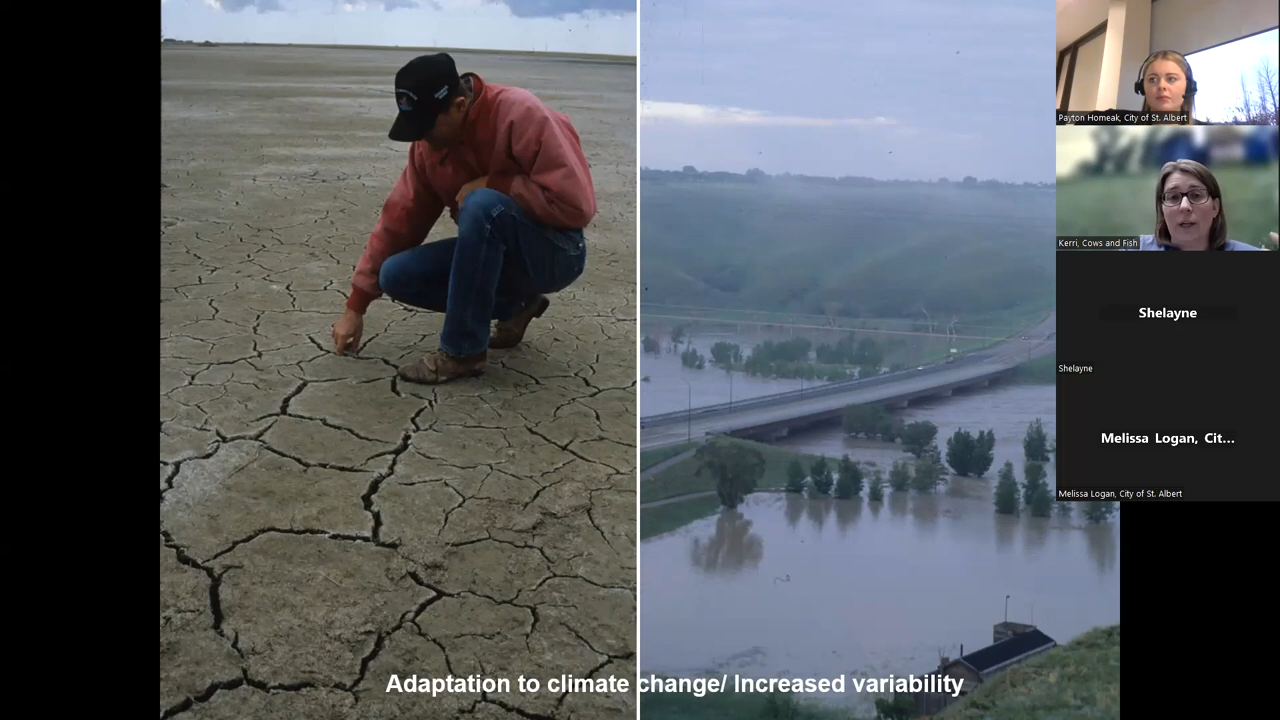 Payton Homeak, City of St. Albert
Kerri, Cows and Fish
Shelayne
Shelayne
Melissa Logan, Cit...
Melissa Logan, City of St. Albert
Adaptation to climate change/ Increased variability